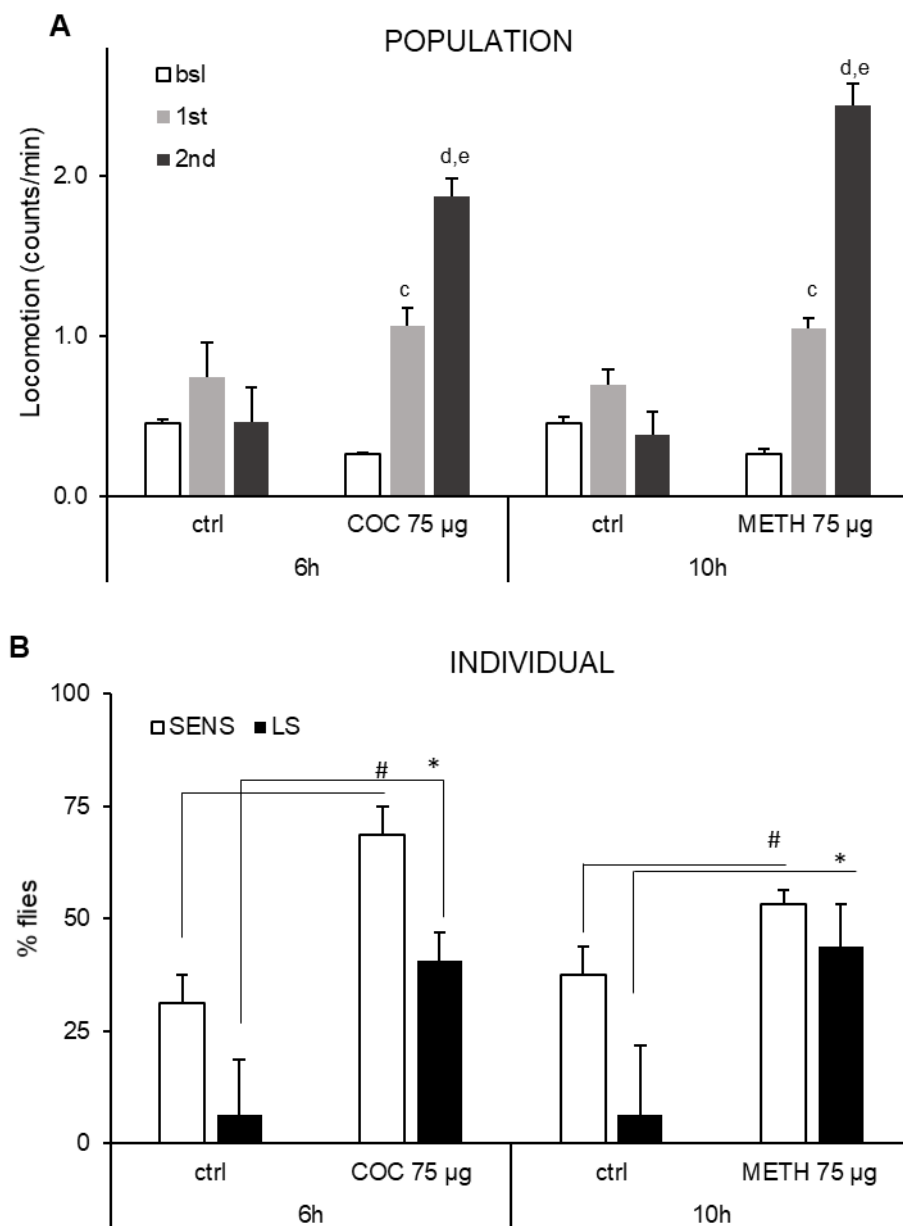 A
POPULATION
bsl
1st
2nd
Locomotion (counts/min)
2.0
1.0
0.0
c
d,e
c
d,e
ctrl
COC 75 µg
ctrl
METH 75 µg
6h
10h
B
INDIVIDUAL
% flies
100
75
50
25
0
SENS
LS
#
*
#
*
ctrl
COC 75 µg
ctrl
METH 75 µg
6h
10h